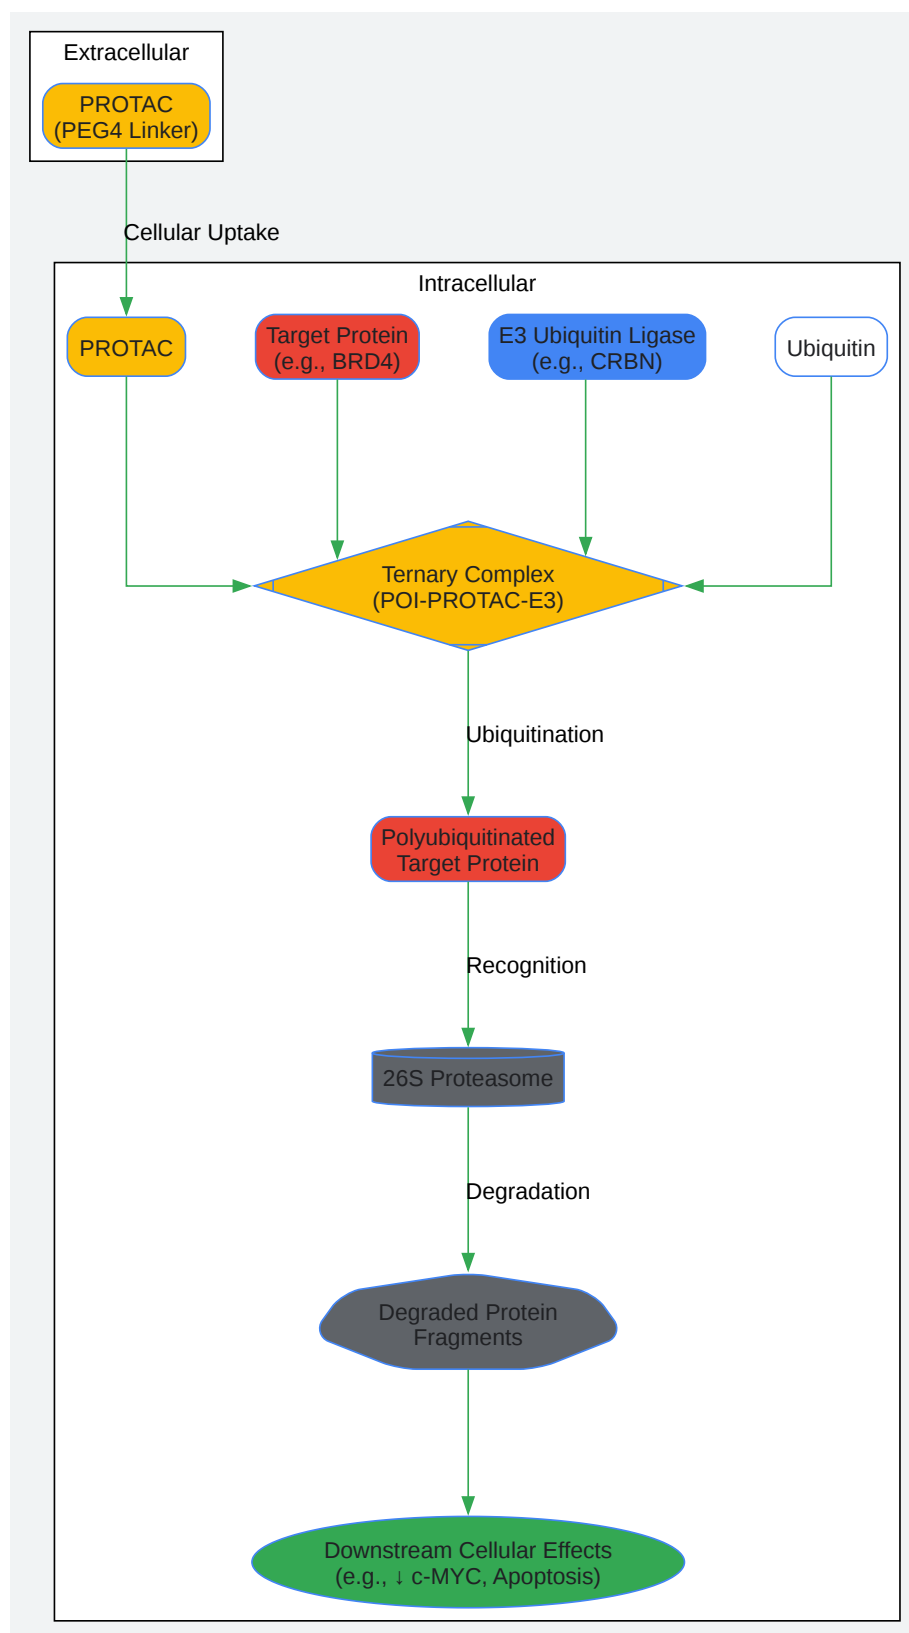 Extracellular
PROTAC
(PEG4 Linker)
Cellular Uptake
Intracellular
PROTAC
Target Protein
(e.g., BRD4)
E3 Ubiquitin Ligase
(e.g., CRBN)
Ubiquitin
Ternary Complex
(POI-PROTAC-E3)
Ubiquitination
Polyubiquitinated
Target Protein
Recognition
26S Proteasome
Degradation
Degraded Protein
Fragments
Downstream Cellular Effects
(e.g., ↓ c-MYC, Apoptosis)